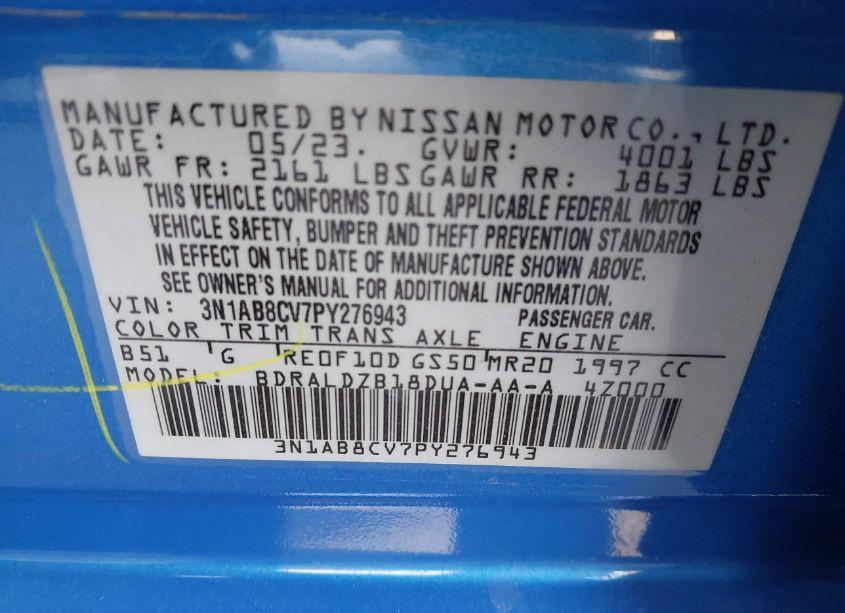 MANUFACTURED BY NISSAN MOTOR CO., LTD.
DATE: 05/23. GVWR: 4001 LBS
GAWR FR: 2161 LBS GAWR RR: 1863 LBS
THIS VEHICLE CONFORMS TO ALL APPLICABLE FEDERAL MOTOR
VEHICLE SAFETY, BUMPER AND THEFT PREVENTION STANDARDS
IN EFFECT ON THE DATE OF MANUFACTURE SHOWN ABOVE.
SEE OWNER'S MANUAL FOR ADDITIONAL INFORMATION.
VIN: 3N1AB8CV7PY276943 PASSENGER CAR.
COLOR TRIM TRANS AXLE ENGINE
B51 G RE0F10D GS50 MR20 1997 CC
MODEL: BDRALDZB18DUA-AA-A 4Z000
3N1AB8CV7PY276943